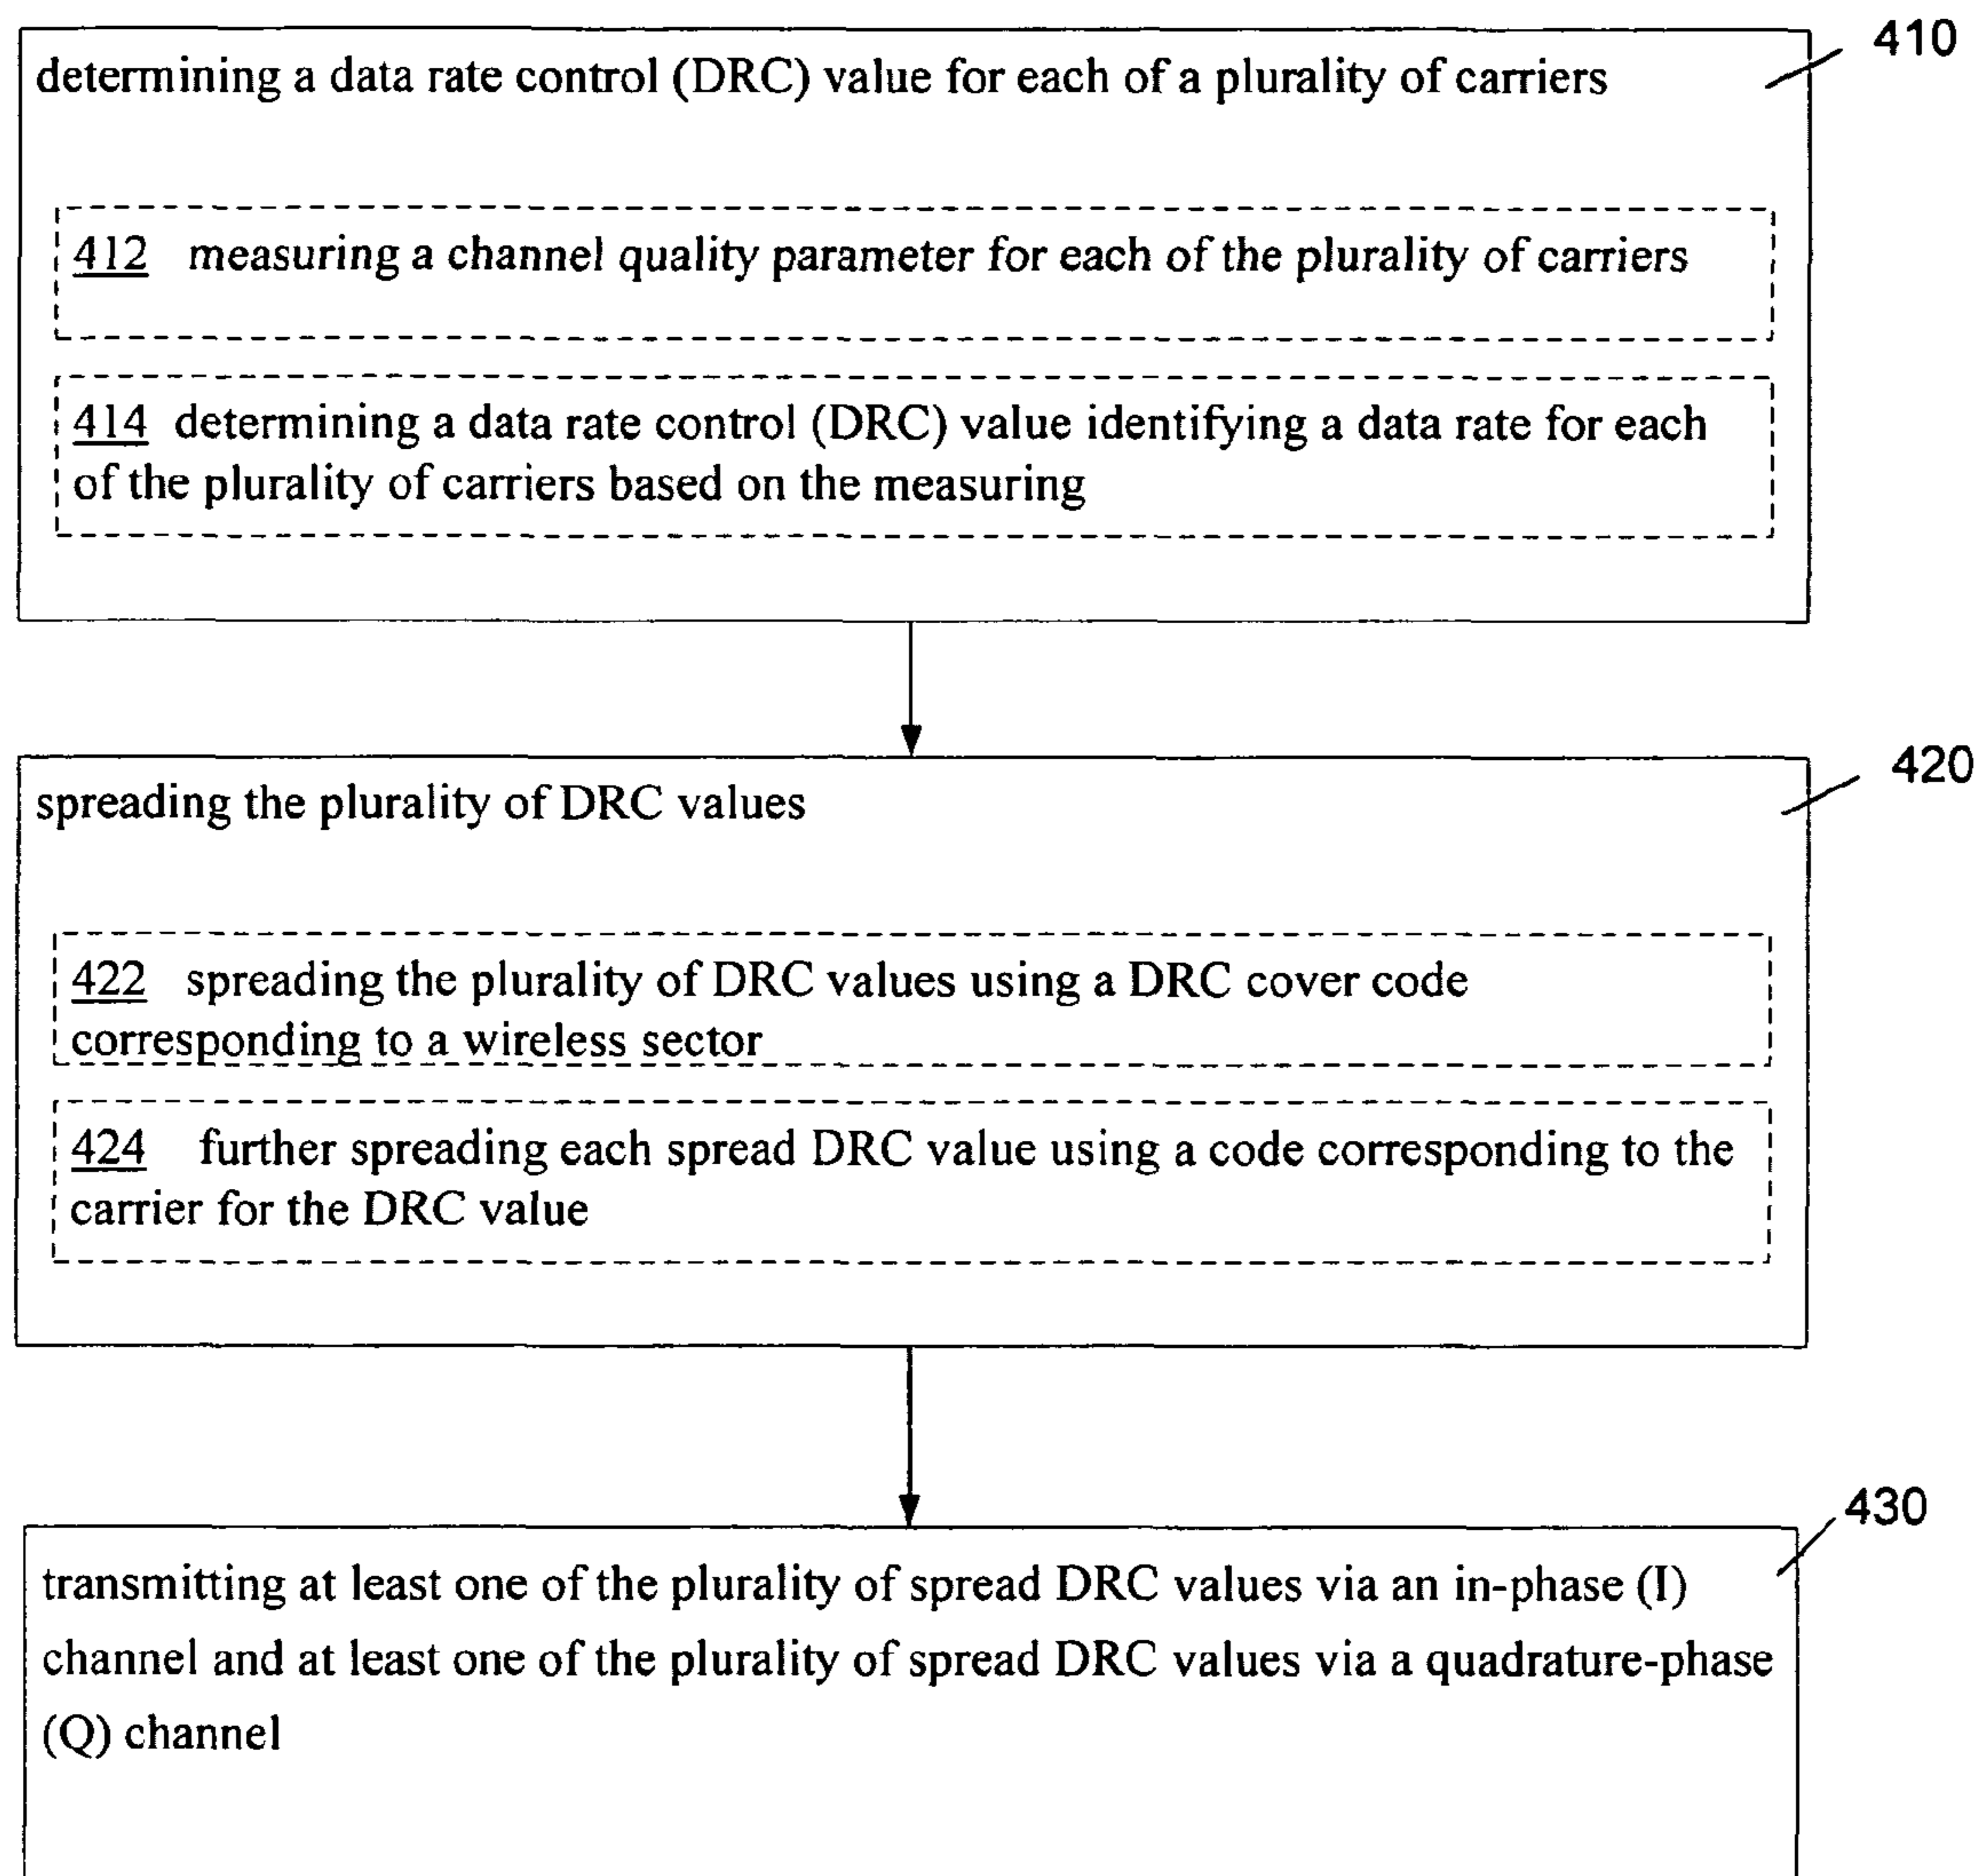 410
determining a data rate control (DRC) value for each of a plurality of carriers
412 measuring a channel quality parameter for each of the plurality of carriers
414 determining a data rate control (DRC) value identifying a data rate for each
of the plurality of carriers based on the measuring
420
spreading the plurality of DRC values
422 spreading the plurality of DRC values using a DRC cover code
corresponding to a wireless sector
424 further spreading each spread DRC value using a code corresponding to the
carrier for the DRC value
430
transmitting at least one of the plurality of spread DRC values via an in-phase (I)
channel and at least one of the plurality of spread DRC values via a quadrature-phase
(Q) channel